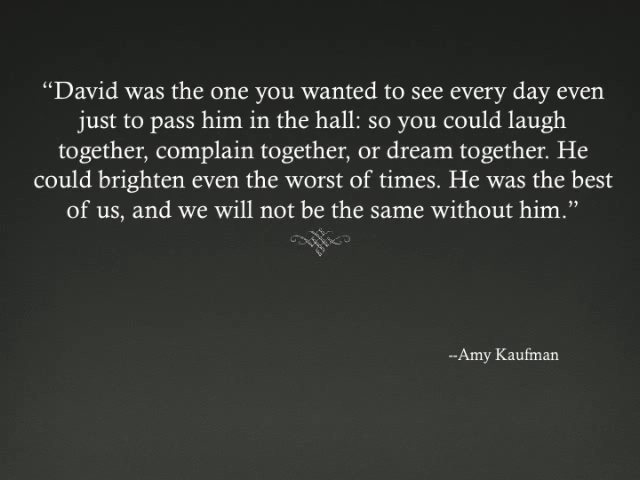 “David was the one you wanted to see every day even
just to pass him in the hall: so you could laugh
together, complain together, or dream together. He
could brighten even the worst of times. He was the best
of us, and we will not be the same without him.”
--Amy Kaufman